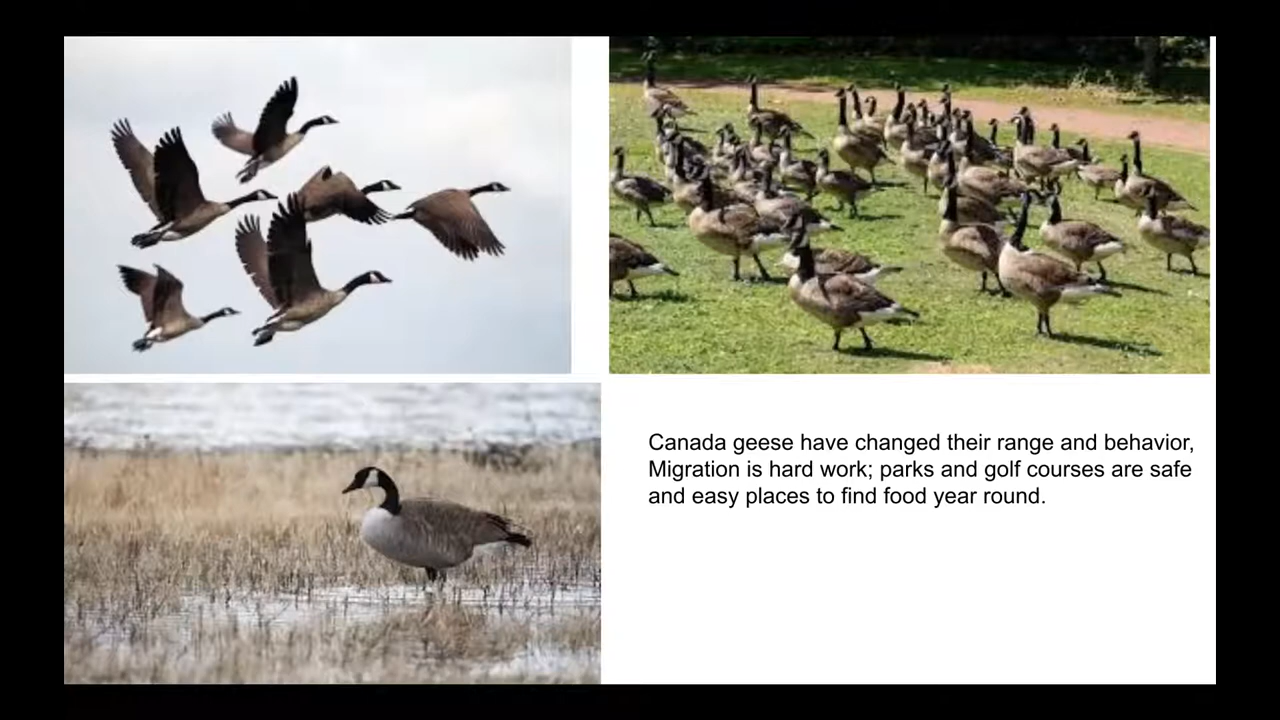 Canada geese have changed their range and behavior,
Migration is hard work; parks and golf courses are safe
and easy places to find food year round.